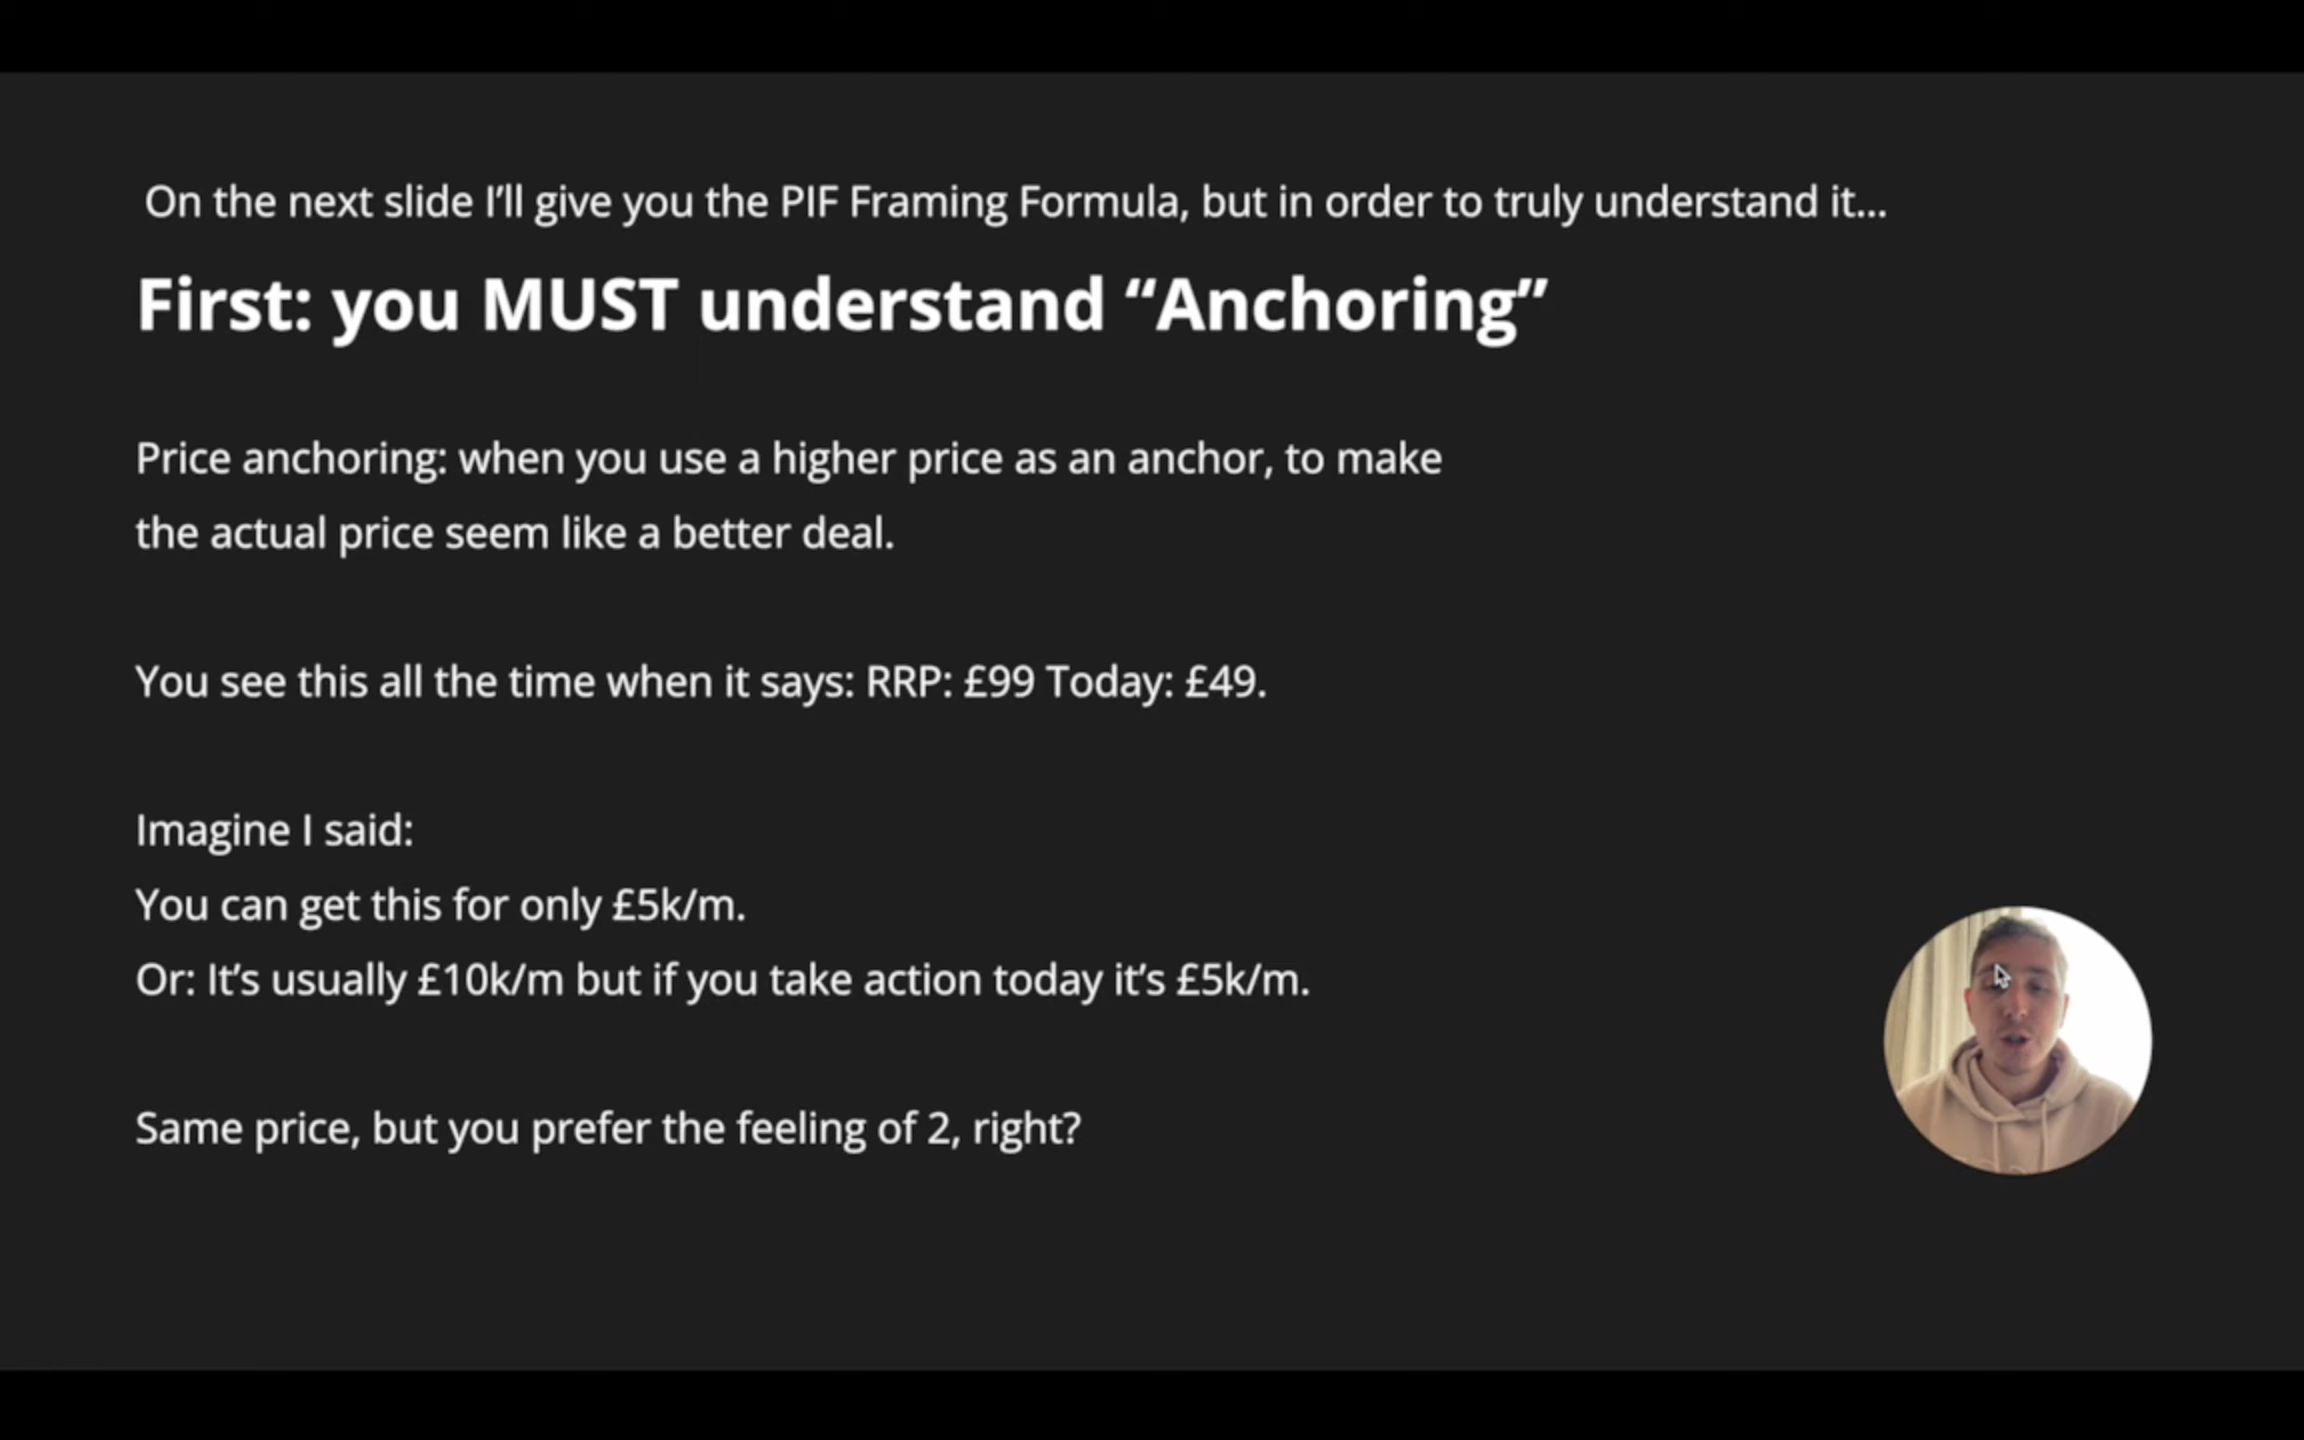 On the next slide I’ll give you the PIF Framing Formula, but in order to truly understand it...
First: you MUST understand “Anchoring”
Price anchoring: when you use a higher price as an anchor, to make
the actual price seem like a better deal.
You see this all the time when it says: RRP: £99 Today: £49.
Imagine I said:
You can get this for only £5k/m.
Or: It’s usually £10k/m but if you take action today it’s £5k/m.
Same price, but you prefer the feeling of 2, right?